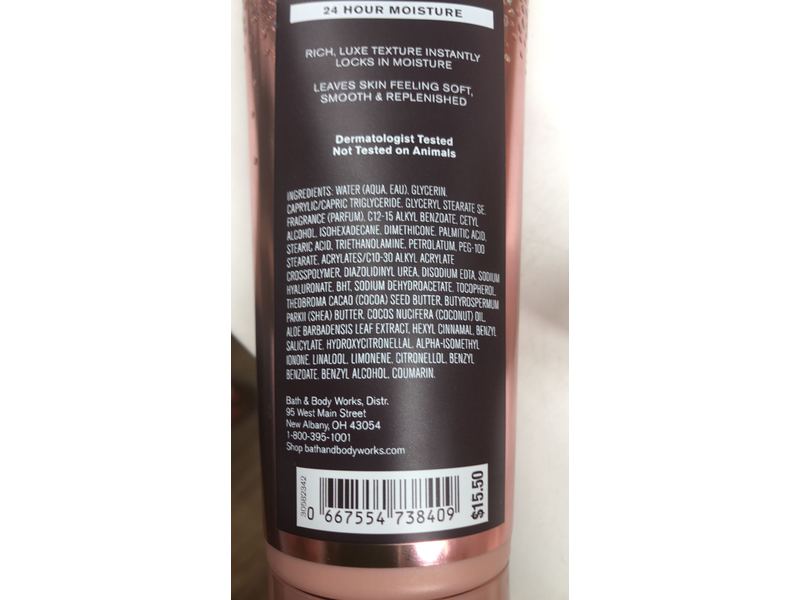 24 HOUR MOISTURE
RICH, LUXE TEXTURE INSTANTLY
LOCKS IN MOISTURE
LEAVES SKIN FEELING SOFT,
SMOOTH & REPLENISHED
Dermatologist Tested
Not Tested on Animals
INGREDIENTS: WATER (AQUA, EAU), GLYCERIN,
CAPRYLIC/CAPRIC TRIGLYCERIDE, GLYCERYL STEARATE SE,
FRAGRANCE (PARFUM), C12-15 ALKYL BENZOATE, CETYL
ALCOHOL, ISOHEXADECANE, DIMETHICONE, PALMITIC ACID,
STEARIC ACID, TRIETHANOLAMINE, PETROLATUM, PEG-100
STEARATE, ACRYLATES/C10-30 ALKYL ACRYLATE
CROSSPOLYMER, DIAZOLIDINYL UREA, DISODIUM EDTA, SODIUM
HYALURONATE, BHT, SODIUM DEHYDROACETATE, TOCOPHEROL,
THEOBROMA CACAO (COCOA) SEED BUTTER, BUTYROSPERMUM
PARKII (SHEA) BUTTER, COCOS NUCIFERA (COCONUT) OIL,
ALOE BARBADENSIS LEAF EXTRACT, HEXYL CINNAMAL, BENZYL
SALICYLATE, HYDROXYCITRONELLAL, ALPHA-ISOMETHYL
IONONE, LINALOOL, LIMONENE, CITRONELLOL, BENZYL
BENZOATE, BENZYL ALCOHOL, COUMARIN.
Bath & Body Works, Distr.
95 West Main Street
New Albany, OH 43054
1-800-395-1001
Shop bathandbodyworks.com
30582342
0 667554 738409
$15.50